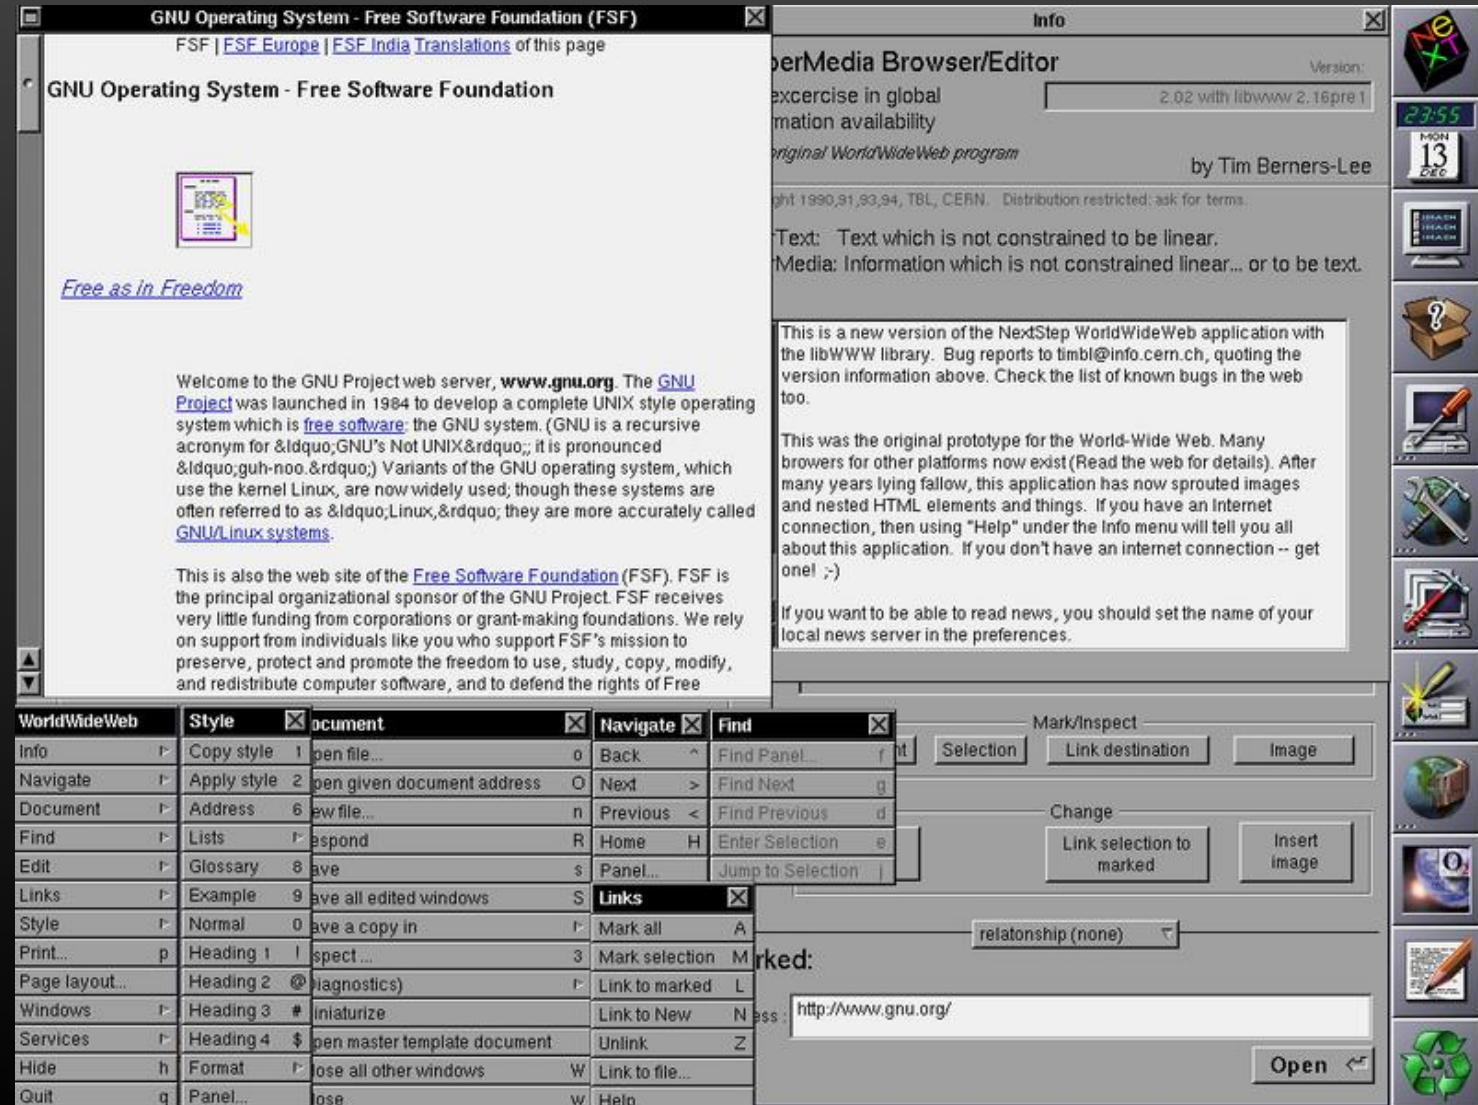 GNU Operating System - Free Software Foundation (FSF)
FSF | FSF Europe | FSF India Translations of this page
GNU Operating System - Free Software Foundation
Free as in Freedom
Welcome to the GNU Project web server, www.gnu.org. The GNU
Project was launched in 1984 to develop a complete UNIX style operating
system which is free software: the GNU system. (GNU is a recursive
acronym for &ldquo;GNU's Not UNIX&rdquo;; it is pronounced
&ldquo;guh-noo.&rdquo;) Variants of the GNU operating system, which
use the kernel Linux, are now widely used; though these systems are
often referred to as &ldquo;Linux,&rdquo; they are more accurately called
GNU/Linux systems.
This is also the web site of the Free Software Foundation (FSF). FSF is
the principal organizational sponsor of the GNU Project. FSF receives
very little funding from corporations or grant-making foundations. We rely
on support from individuals like you who support FSF's mission to
preserve, protect and promote the freedom to use, study, copy, modify,
and redistribute computer software, and to defend the rights of Free
Info
erMedia Browser/Editor
Version:
excercise in global
2.02 with libwww 2.16pre1
mation availability
original WorldWideWeb program
by Tim Berners-Lee
ght 1990,91,93,94, TBL, CERN. Distribution restricted: ask for terms.
Text: Text which is not constrained to be linear.
Media: Information which is not constrained linear... or to be text.
This is a new version of the NextStep WorldWideWeb application with
the libWWW library. Bug reports to timbl@info.cern.ch, quoting the
version information above. Check the list of known bugs in the web
too.
This was the original prototype for the World-Wide Web. Many
browers for other platforms now exist (Read the web for details). After
many years lying fallow, this application has now sprouted images
and nested HTML elements and things. If you have an Internet
connection, then using "Help" under the Info menu will tell you all
about this application. If you don't have an internet connection -- get
one! ;-)
If you want to be able to read news, you should set the name of your
local news server in the preferences.
NeXT
23:55
MON
13
DEC
WorldWideWeb
Info
Navigate
Document
Find
Edit
Links
Style
Print... p
Page layout...
Windows
Services
Hide h
Quit q
Style
Copy style 1
Apply style 2
Address 6
Lists
Glossary 8
Example 9
Normal 0
Heading 1 !
Heading 2 @
Heading 3 #
Heading 4 $
Format
Panel...
ocument
pen file... o
pen given document address O
ew file... n
espond R
ave s
ave all edited windows S
ave a copy in
spect ... 3
iagnostics)
iniaturize
pen master template document
lose all other windows W
lose w
Navigate
Back ^
Next >
Previous <
Home H
Panel...
Find
Find Panel... f
Find Next g
Find Previous d
Enter Selection e
Jump to Selection j
Links
Mark all A
Mark selection M
Link to marked L
Link to New N
Unlink Z
Link to file...
Help
Mark/Inspect
nt
Selection
Link destination
Image
Change
Link selection to
marked
Insert
image
relatonship (none)
rked:
ess :
http://www.gnu.org/
Open